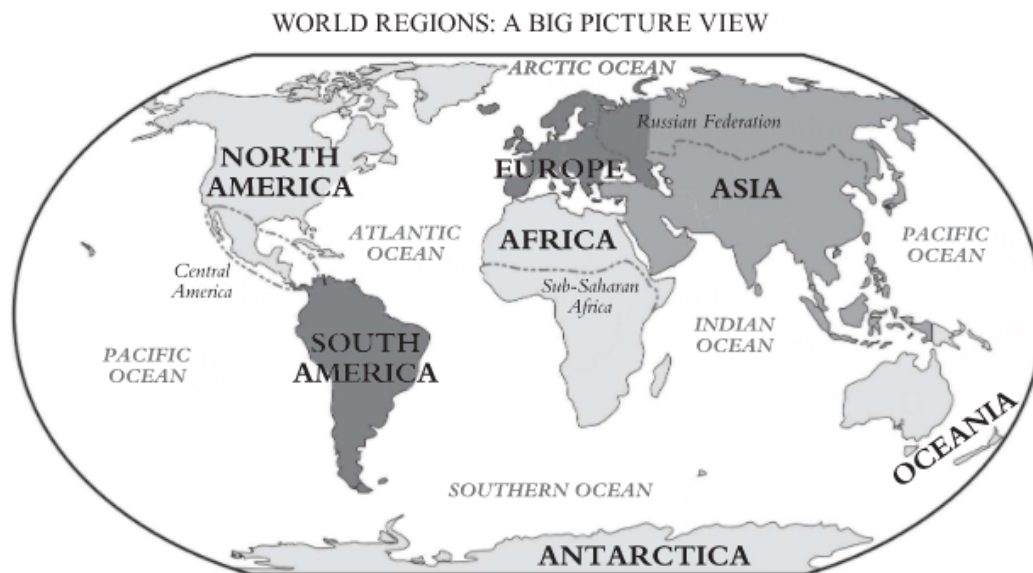 WORLD REGIONS: A BIG PICTURE VIEW
ARCTIC OCEAN
Russian Federation
NORTH
AMERICA
EUROPE
ASIA
ATLANTIC
OCEAN
AFRICA
PACIFIC
OCEAN
Central
America
Sub-Saharan
Africa
INDIAN
OCEAN
PACIFIC
OCEAN
SOUTH
AMERICA
OCEANIA
SOUTHERN OCEAN
ANTARCTICA